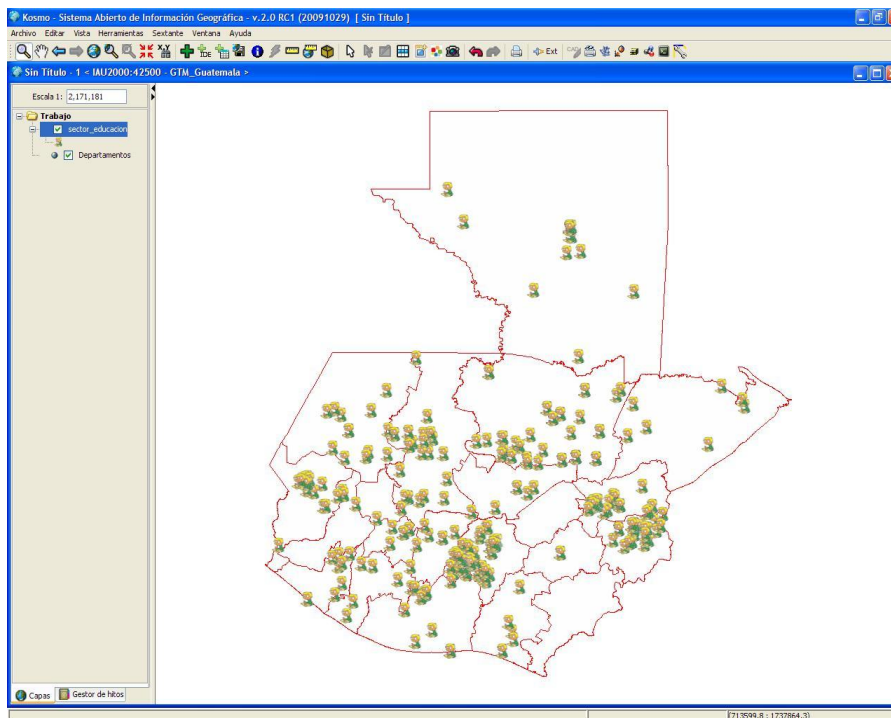 Kosmo - Sistema Abierto de Información Geográfica - v.2.0 RC1 (20091029) [ Sin Título ]
Archivo Editar Vista Herramientas Sextante Ventana Ayuda
X,Y
TDE
Ext
CAD
Sin Título - 1 < IAU2000:42500 - GTM_Guatemala >
Escala 1: 2,171,181
Trabajo
sector_educacion
Departamentos
Capas
Gestor de hitos
(713599.8 ; 1737864.3)